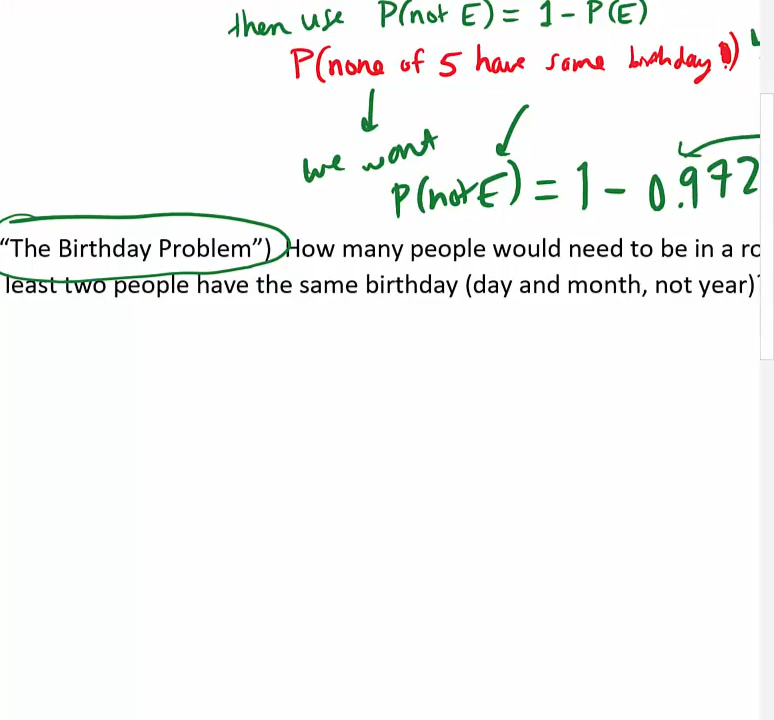 then use P(not E) = 1 - P(E)
P(none of 5 have same birthday)
we want
P(not E) = 1 - 0.972
"The Birthday Problem") How many people would need to be in a ro
least two people have the same birthday (day and month, not year)